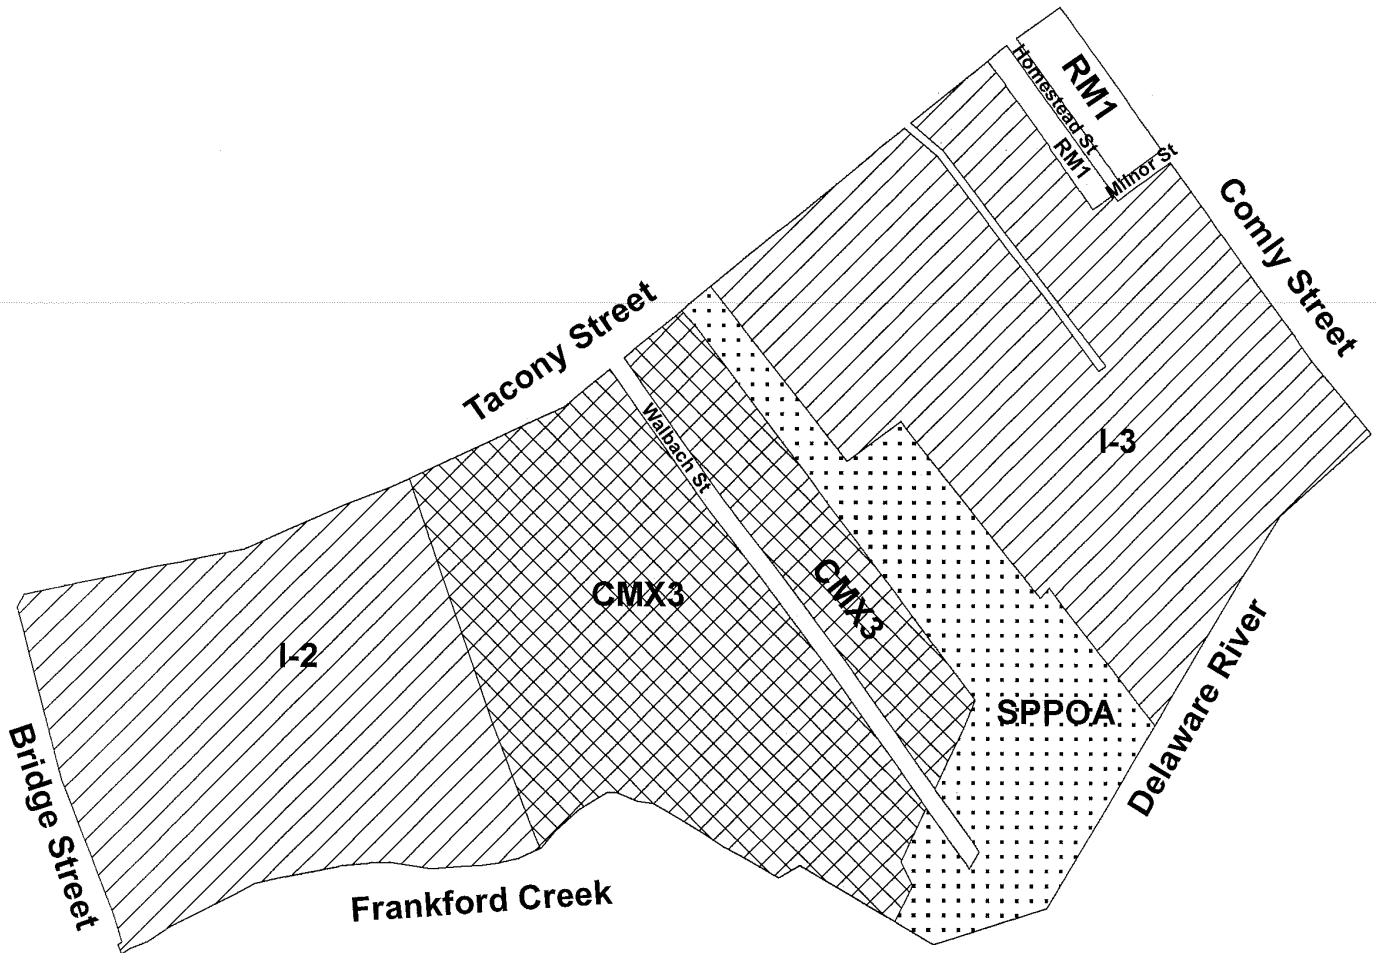 RM1
Homestead St
RM1
Milnor St
Comly Street
Tacony Street
Walbach St
I-3
CMX3
CMX3
I-2
SPPOA
Delaware River
Bridge Street
Frankford Creek